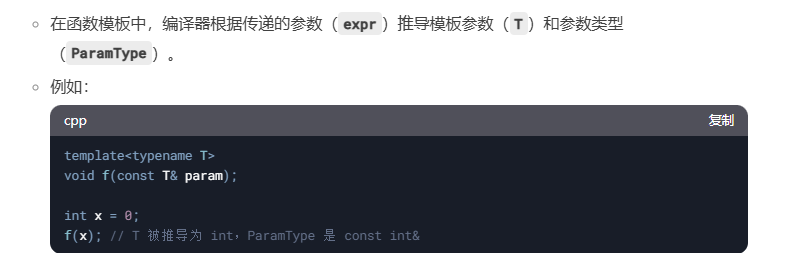 在函数模板中，编译器根据传递的参数（expr）推导模板参数（T）和参数类型
（ParamType）。
例如：
cpp 复制
template<typename T>
void f(const T& param);
int x = 0;
f(x); // T 被推导为 int，ParamType 是 const int&